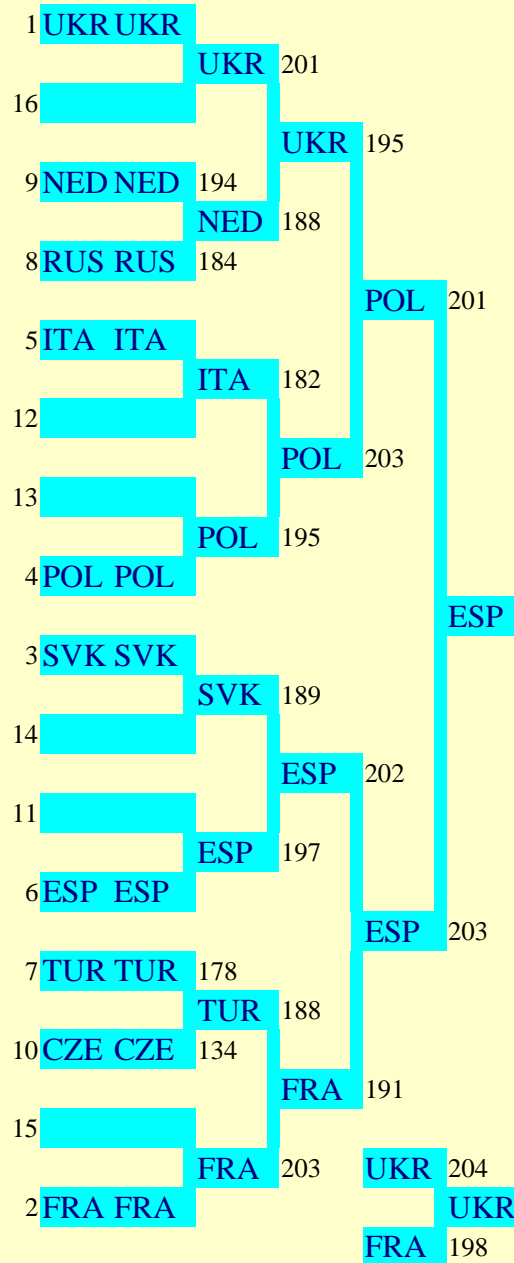 1 UKR UKR
UKR 201
16
UKR 195
9 NED NED 194
NED 188
8 RUS RUS 184
POL 201
5 ITA ITA
ITA 182
12
POL 203
13
POL 195
4 POL POL
ESP
3 SVK SVK
SVK 189
14
ESP 202
11
ESP 197
6 ESP ESP
ESP 203
7 TUR TUR 178
TUR 188
10 CZE CZE 134
FRA 191
15
FRA 203 UKR 204
2 FRA FRA UKR
FRA 198